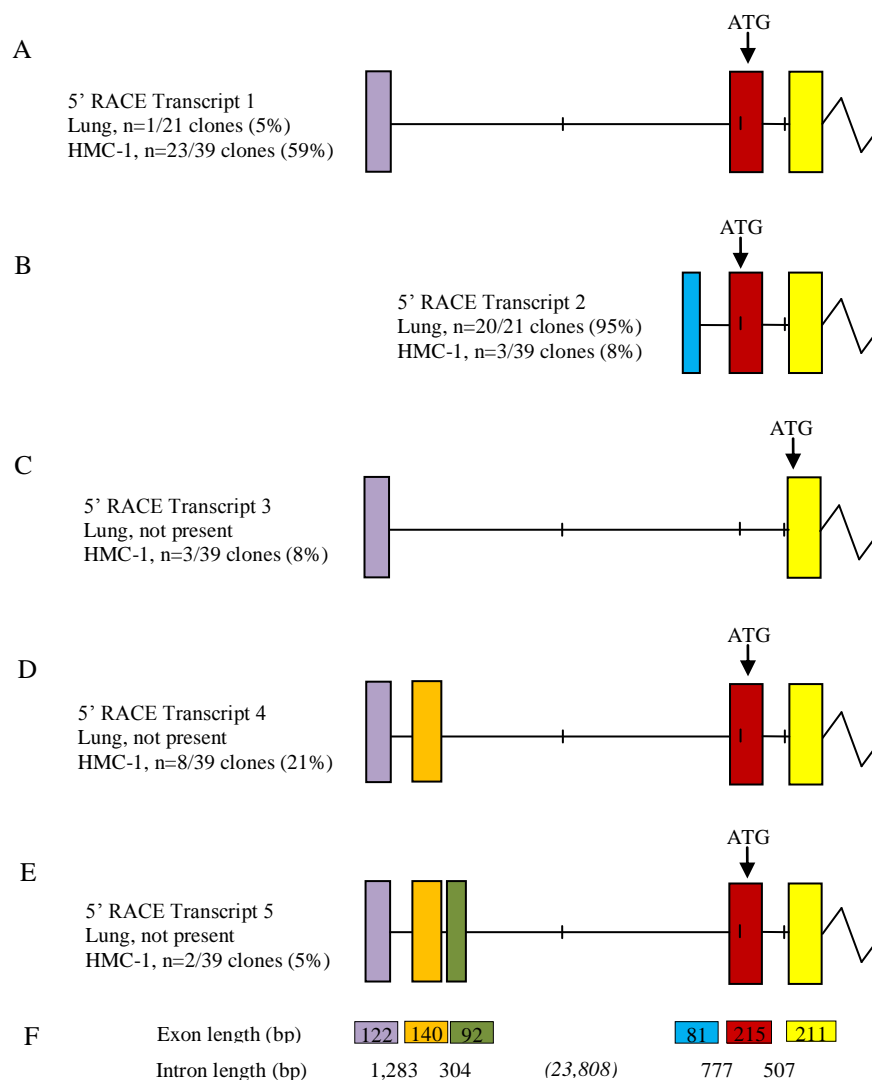 ATG
A
5’ RACE Transcript 1
Lung, n=1/21 clones (5%)
HMC-1, n=23/39 clones (59%)
ATG
B
5’ RACE Transcript 2
Lung, n=20/21 clones (95%)
HMC-1, n=3/39 clones (8%)
ATG
C
5’ RACE Transcript 3
Lung, not present
HMC-1, n=3/39 clones (8%)
ATG
D
5’ RACE Transcript 4
Lung, not present
HMC-1, n=8/39 clones (21%)
ATG
E
5’ RACE Transcript 5
Lung, not present
HMC-1, n=2/39 clones (5%)
F Exon length (bp) 122 140 92 81 215 211
Intron length (bp) 1,283 304 (23,808) 777 507